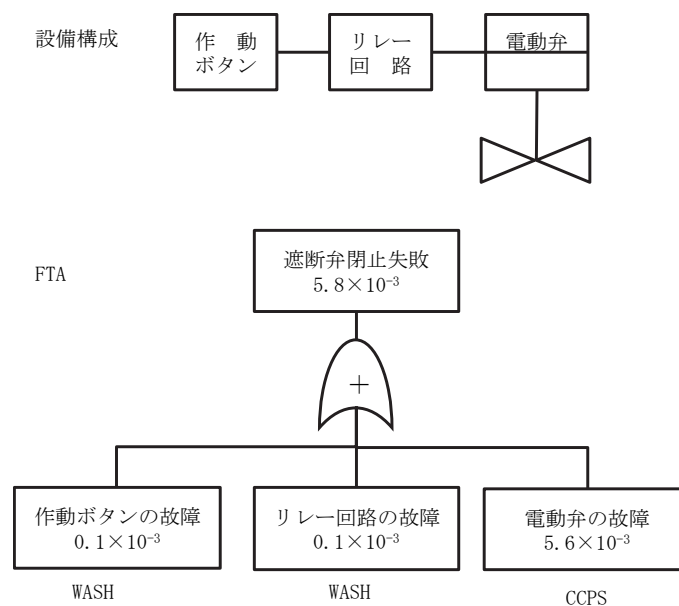 設備構成
作　動
ボタン
リレー
回　路
電動弁
FTA
遮断弁閉止失敗
5.8×10⁻³
+
作動ボタンの故障
0.1×10⁻³
リレー回路の故障
0.1×10⁻³
電動弁の故障
5.6×10⁻³
WASH
WASH
CCPS